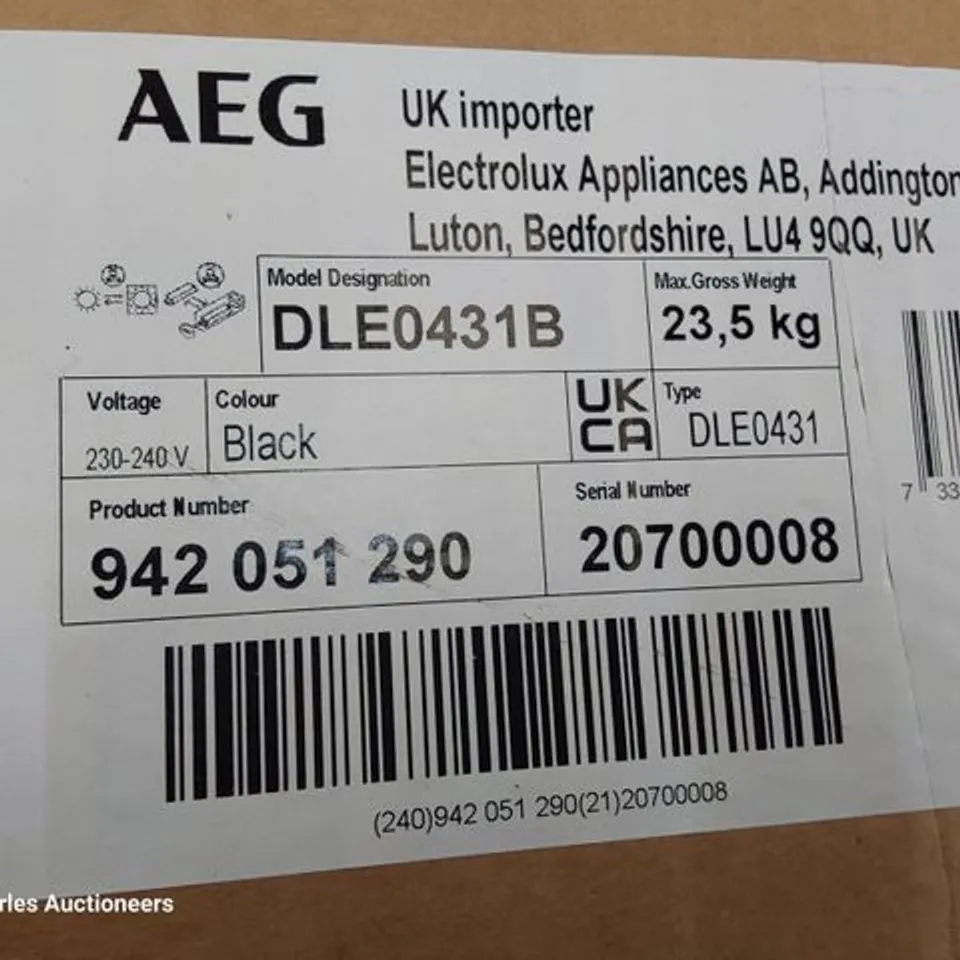 AEG
UK importer
Electrolux Appliances AB, Addington
Luton, Bedfordshire, LU4 9QQ, UK
Model Designation
DLE0431B
Max.Gross Weight
23,5 kg
Voltage
230-240 V
Colour
Black
UK
CA
Type
DLE0431
Product Number
942 051 290
Serial Number
20700008
7 33
(240)942 051 290(21)20700008
rles Auctioneers